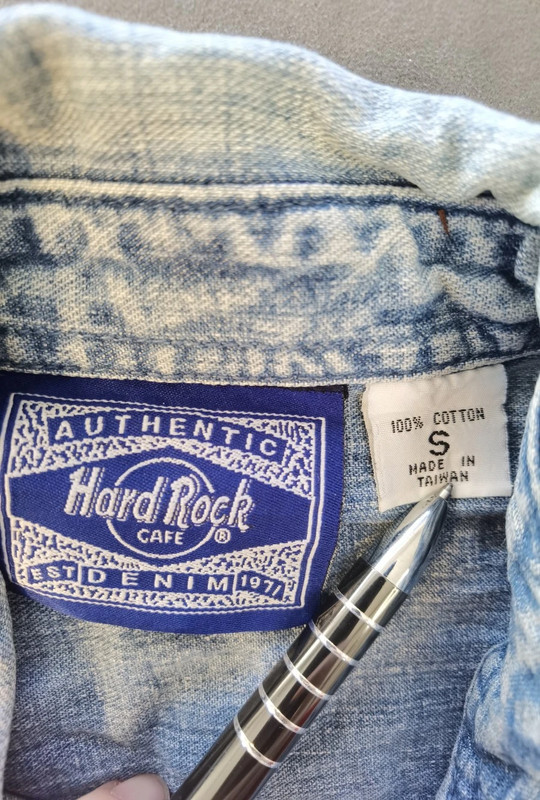 AUTHENTIC
Hard Rock
CAFE ®
EST DENIM 1971
100% COTTON
S
MADE IN
TAIWAN